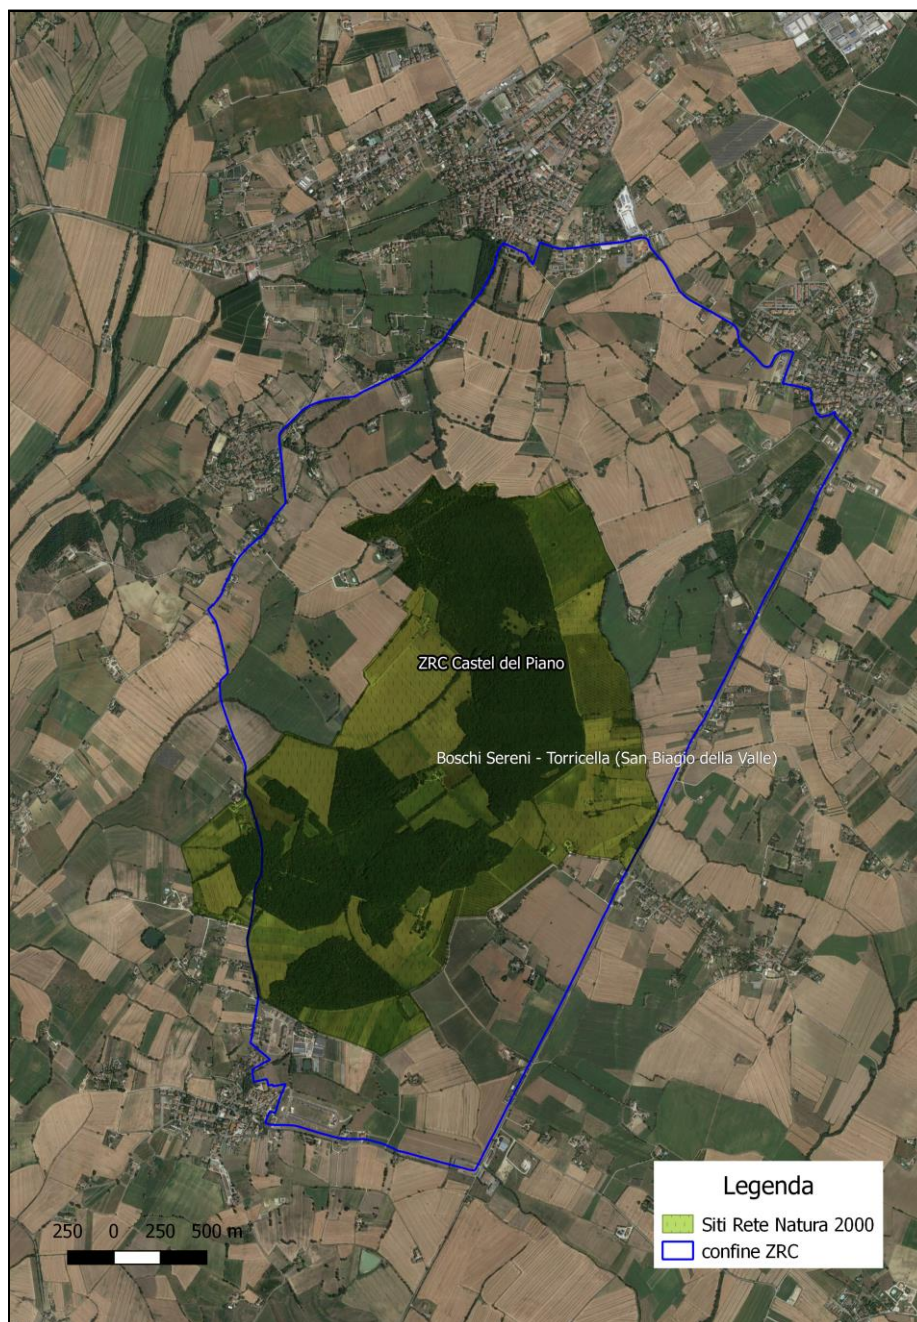 ZRC Castel del Piano
Boschi Sereni - Torricella (San Biagio della Valle)
Legenda
Siti Rete Natura 2000
confine ZRC
250 0 250 500 m